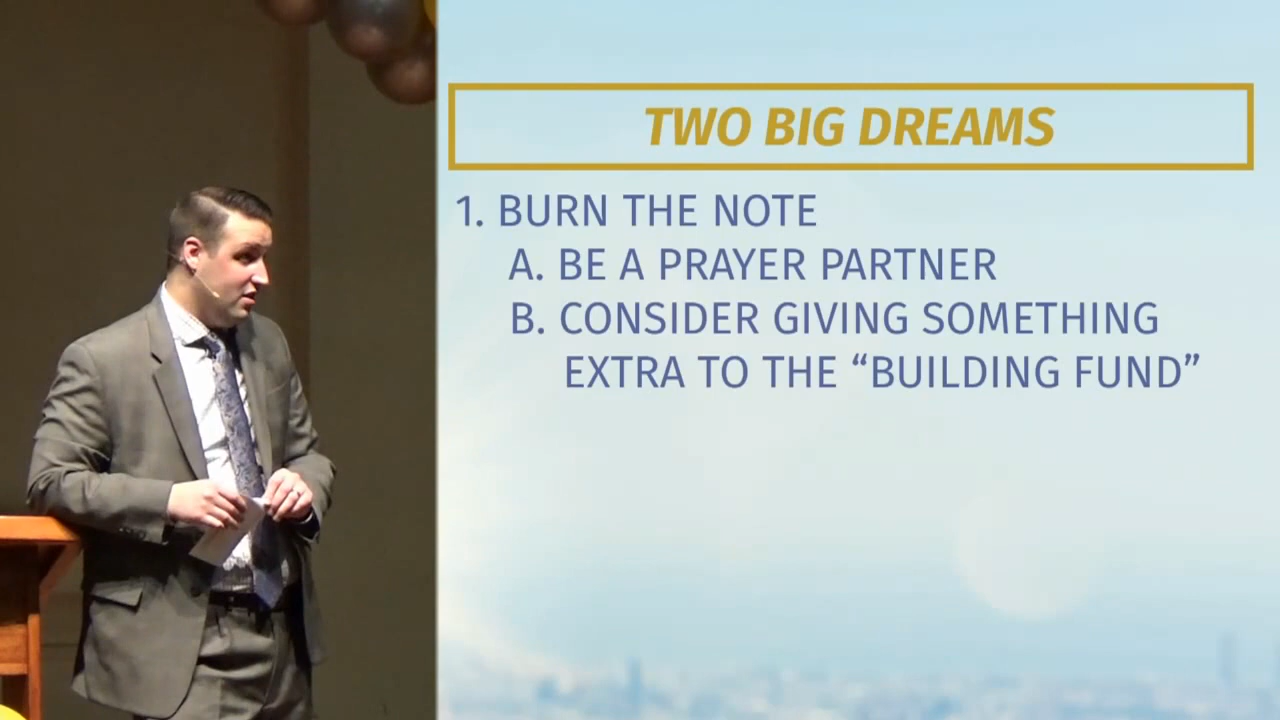 TWO BIG DREAMS
1. BURN THE NOTE
A. BE A PRAYER PARTNER
B. CONSIDER GIVING SOMETHING
EXTRA TO THE “BUILDING FUND”